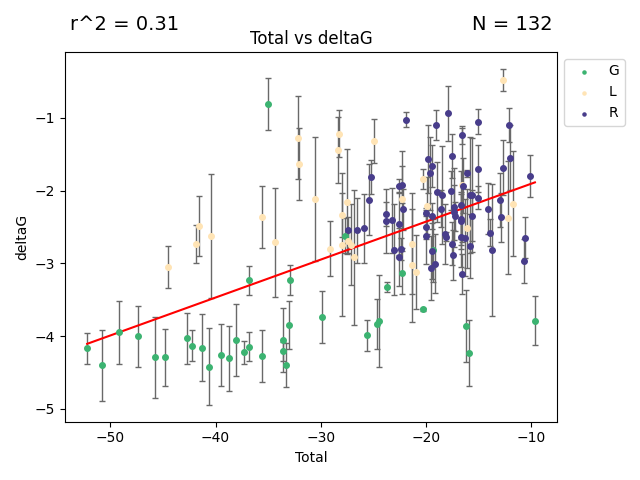 r^2 = 0.31
N = 132
Total vs deltaG
G
L
R
deltaG
−1
−2
−3
−4
−5
−50
−40
−30
−20
−10
Total